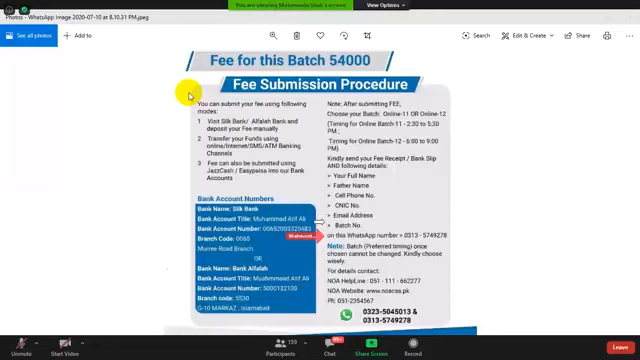 You are viewing Mahamooda Shah's screen
View Options
Photos - WhatsApp Image 2020-07-10 at 8.10.31 PM.jpeg
See all photos
Add to
Search
Edit & Create
Share
Fee for this Batch 54000
Fee Submission Procedure
You can submit your fee using following
modes:
1 Visit Silk Bank/ Alfalah Bank and
deposit your Fee manually
2 Transfer your Funds using
online/Internet/SMS/ATM Banking
Channels
3 Fee can also be submitted using
JazzCash / Easypaisa into our Bank
Accounts
Bank Account Numbers
Bank Name: Silk Bank
Bank Account Title: Muhammad Atif Ali
Bank Account Number: 00652003320483
Branch Code: 0065
Murree Road Branch
OR
Bank Name: Bank Alfalah
Bank Account Title: Muahmmaad Atif Ali
Bank Account Number: 5000132130
Branch code: 5530
G-10 MARKAZ, Islamabad
Note: After submitting FEE,
Choose your Batch; Online-11 OR Online-12
(Timing for Online Batch-11 - 2:30 to 5:30
PM ;
Timing for Online Batch-12 - 6:00 to 9:00
PM)
Kindly send your Fee Receipt / Bank Slip
AND following details:
> Your Full Name
> Father Name
> Cell Phone No.
> CNIC No.
> Email Address
> Batch No.
on this WhatsApp number > 0313 - 5749278
Note: Batch (Preferred timing) once
chosen cannot be changed. Kindly choose
wisely.
For details contact:
NOA HelpLine : 051 - 111 - 662277
NOA Website: www.noacss.pk
Ph: 051-2354567
0323-5045013 &
0313-5749278
Unmute
Start Video
Participants
159
Chat
99+
Share Screen
Record
Leave